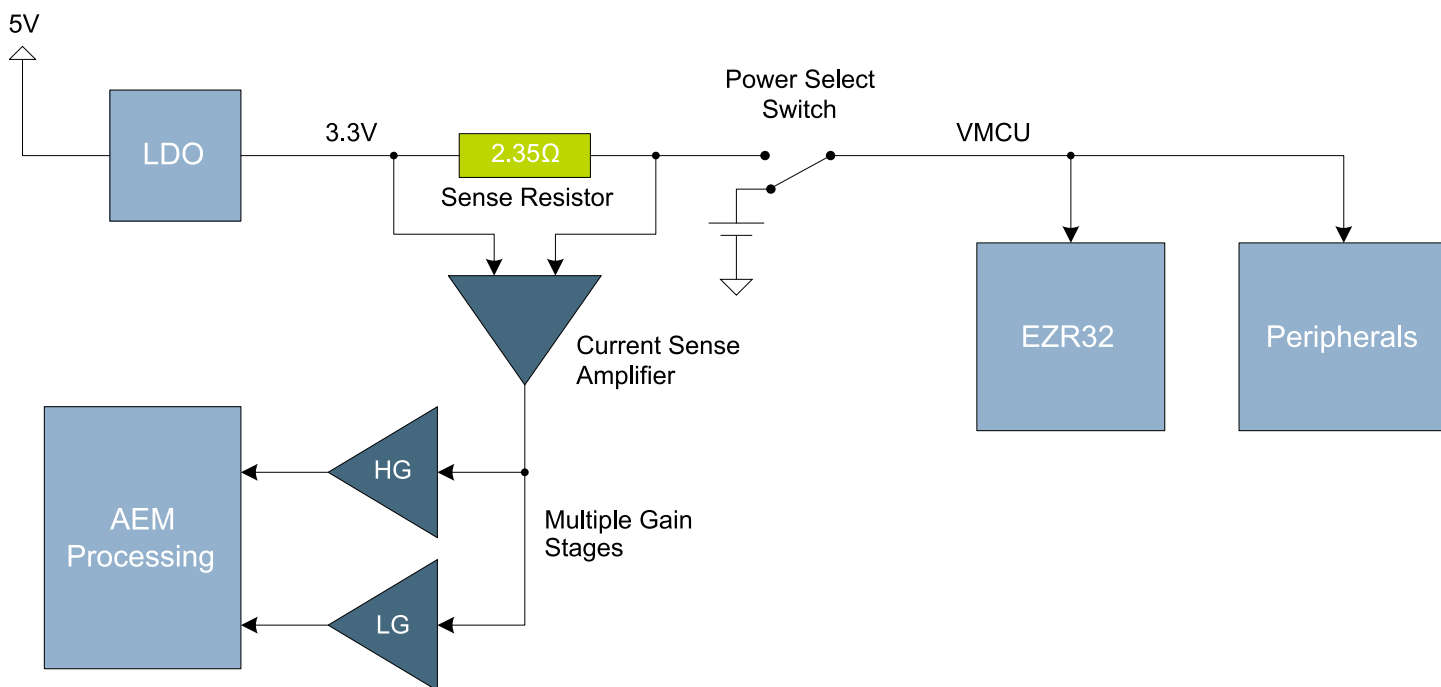 5V
LDO
3.3V
2.35Ω
Sense Resistor
Power Select
Switch
VMCU
EZR32
Peripherals
Current Sense
Amplifier
HG
AEM
Processing
Multiple Gain
Stages
LG